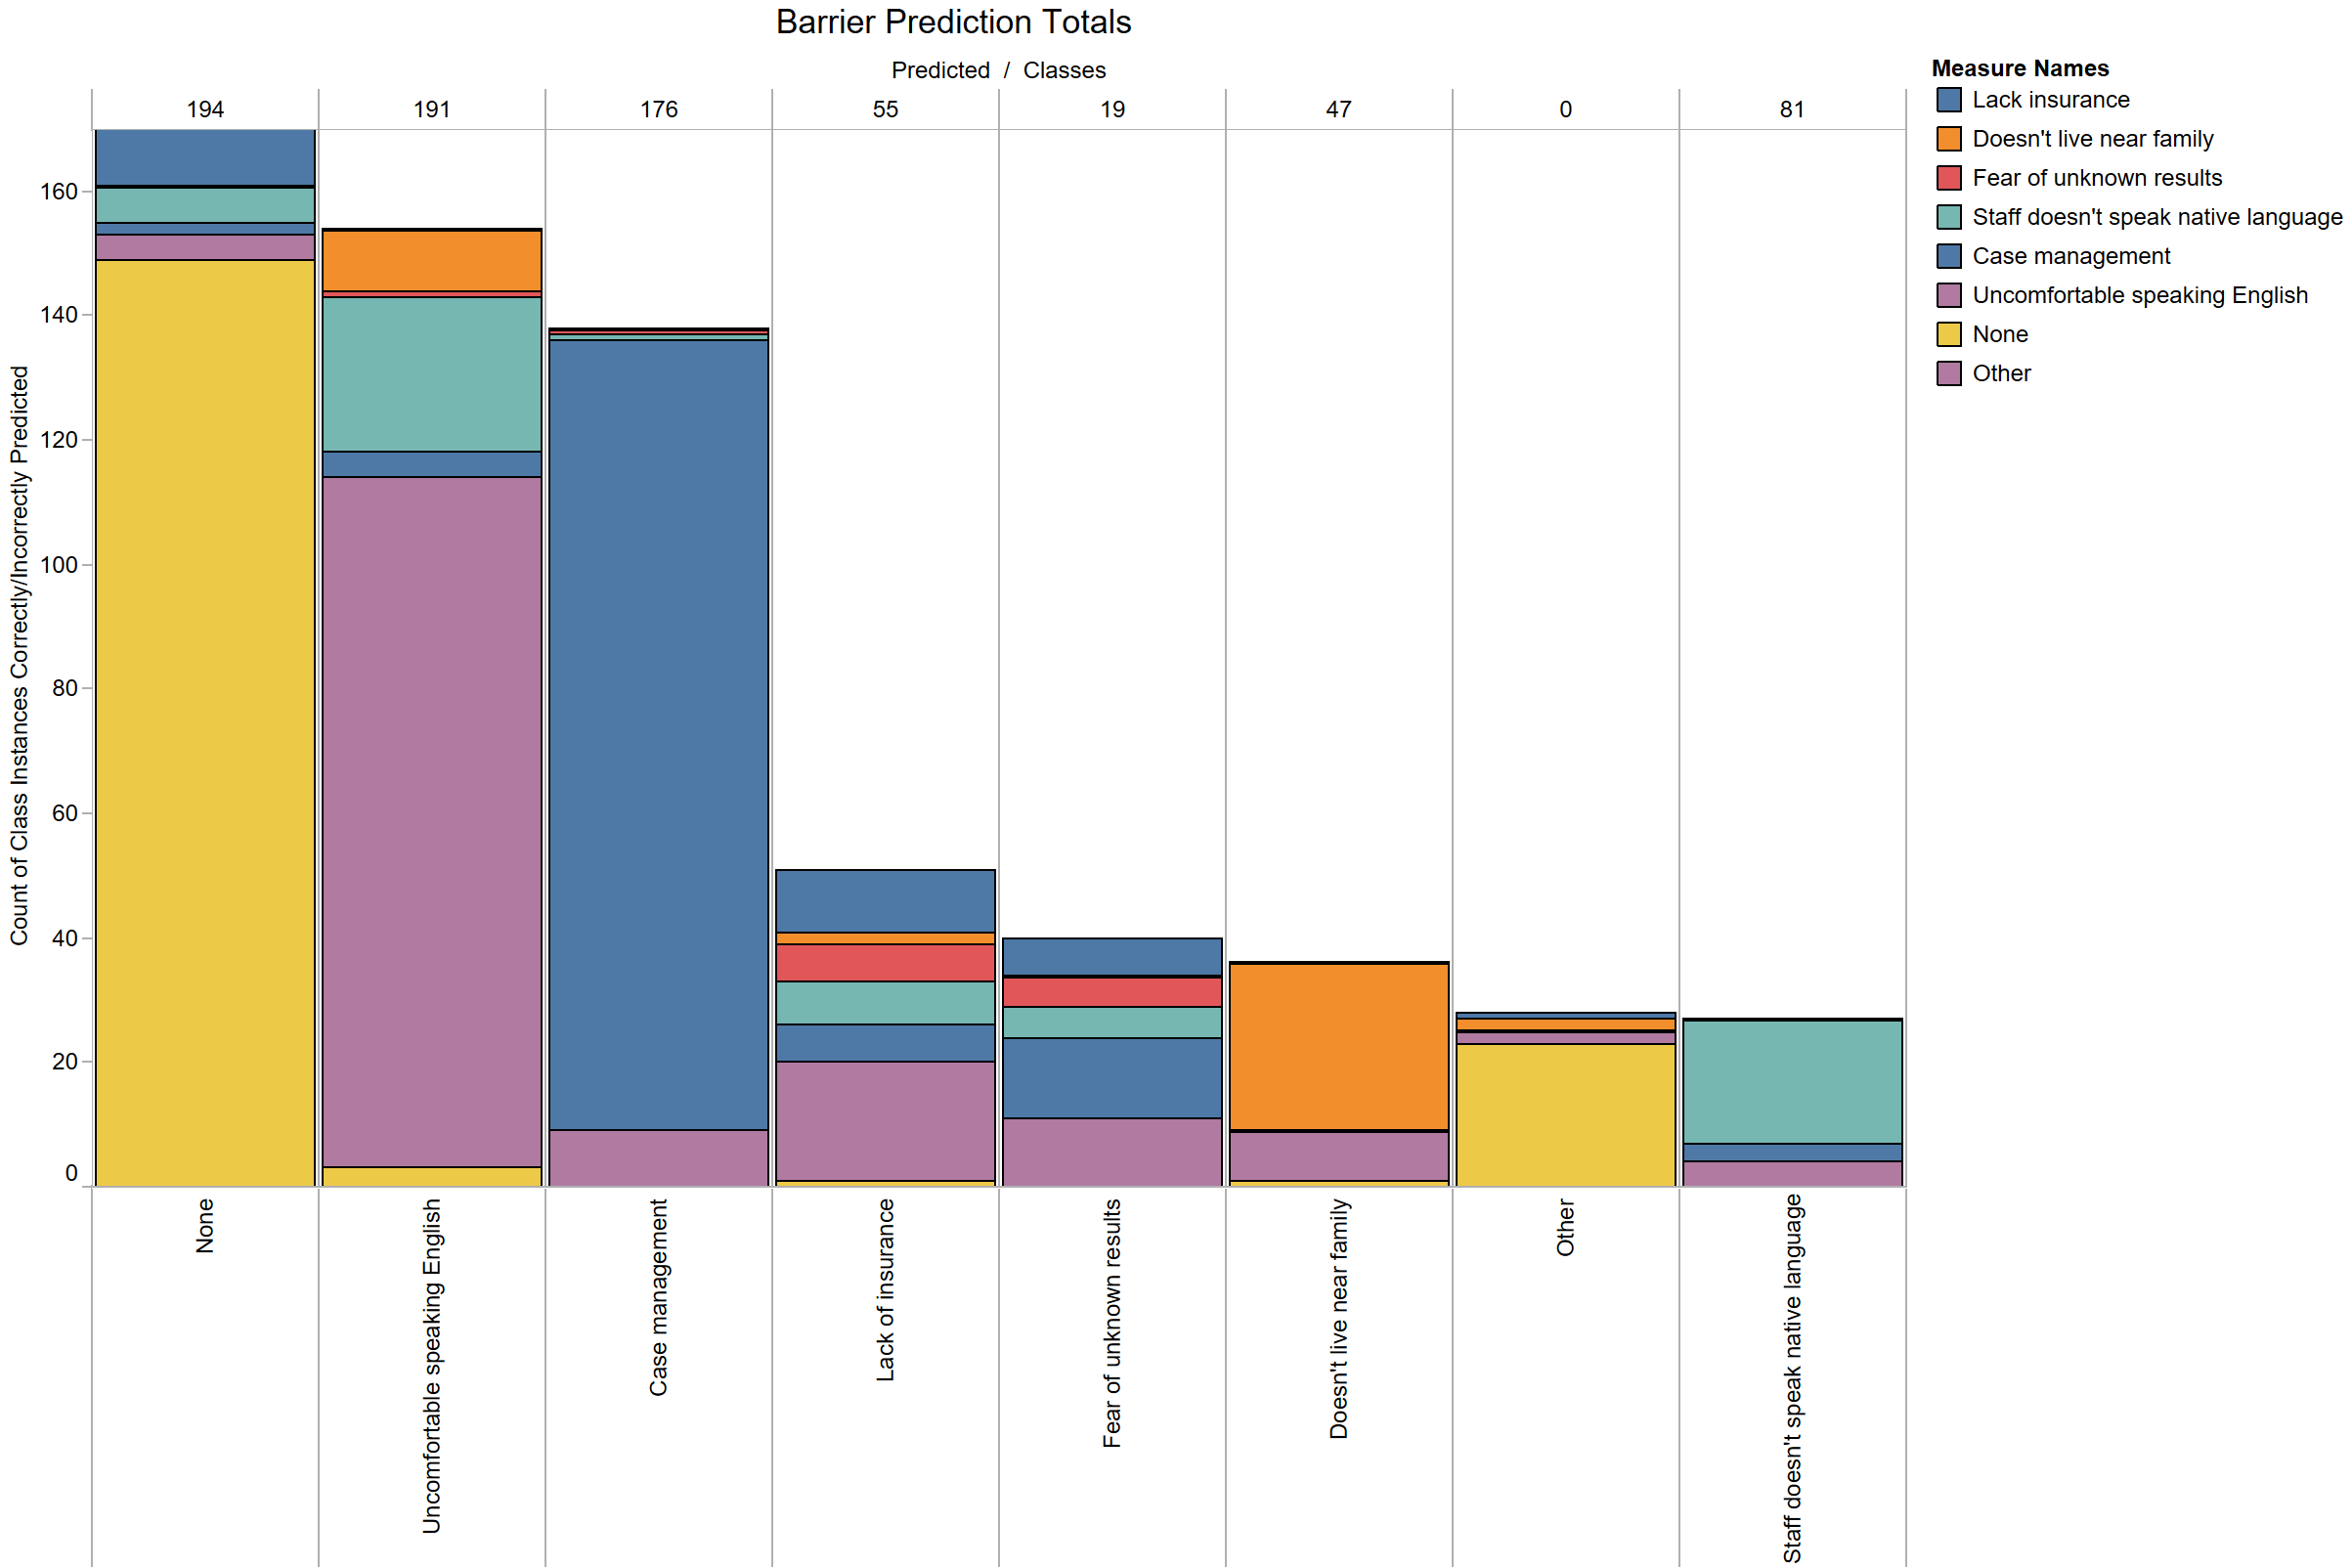 Barrier Prediction Totals
Predicted / Classes
194 191 176 55 19 47 0 81
Measure Names
Lack insurance
Doesn't live near family
Fear of unknown results
Staff doesn't speak native language
Case management
Uncomfortable speaking English
None
Other
Count of Class Instances Correctly/Incorrectly Predicted
160
140
120
100
80
60
40
20
0
None
Uncomfortable speaking English
Case management
Lack of insurance
Fear of unknown results
Doesn't live near family
Other
Staff doesn't speak native language